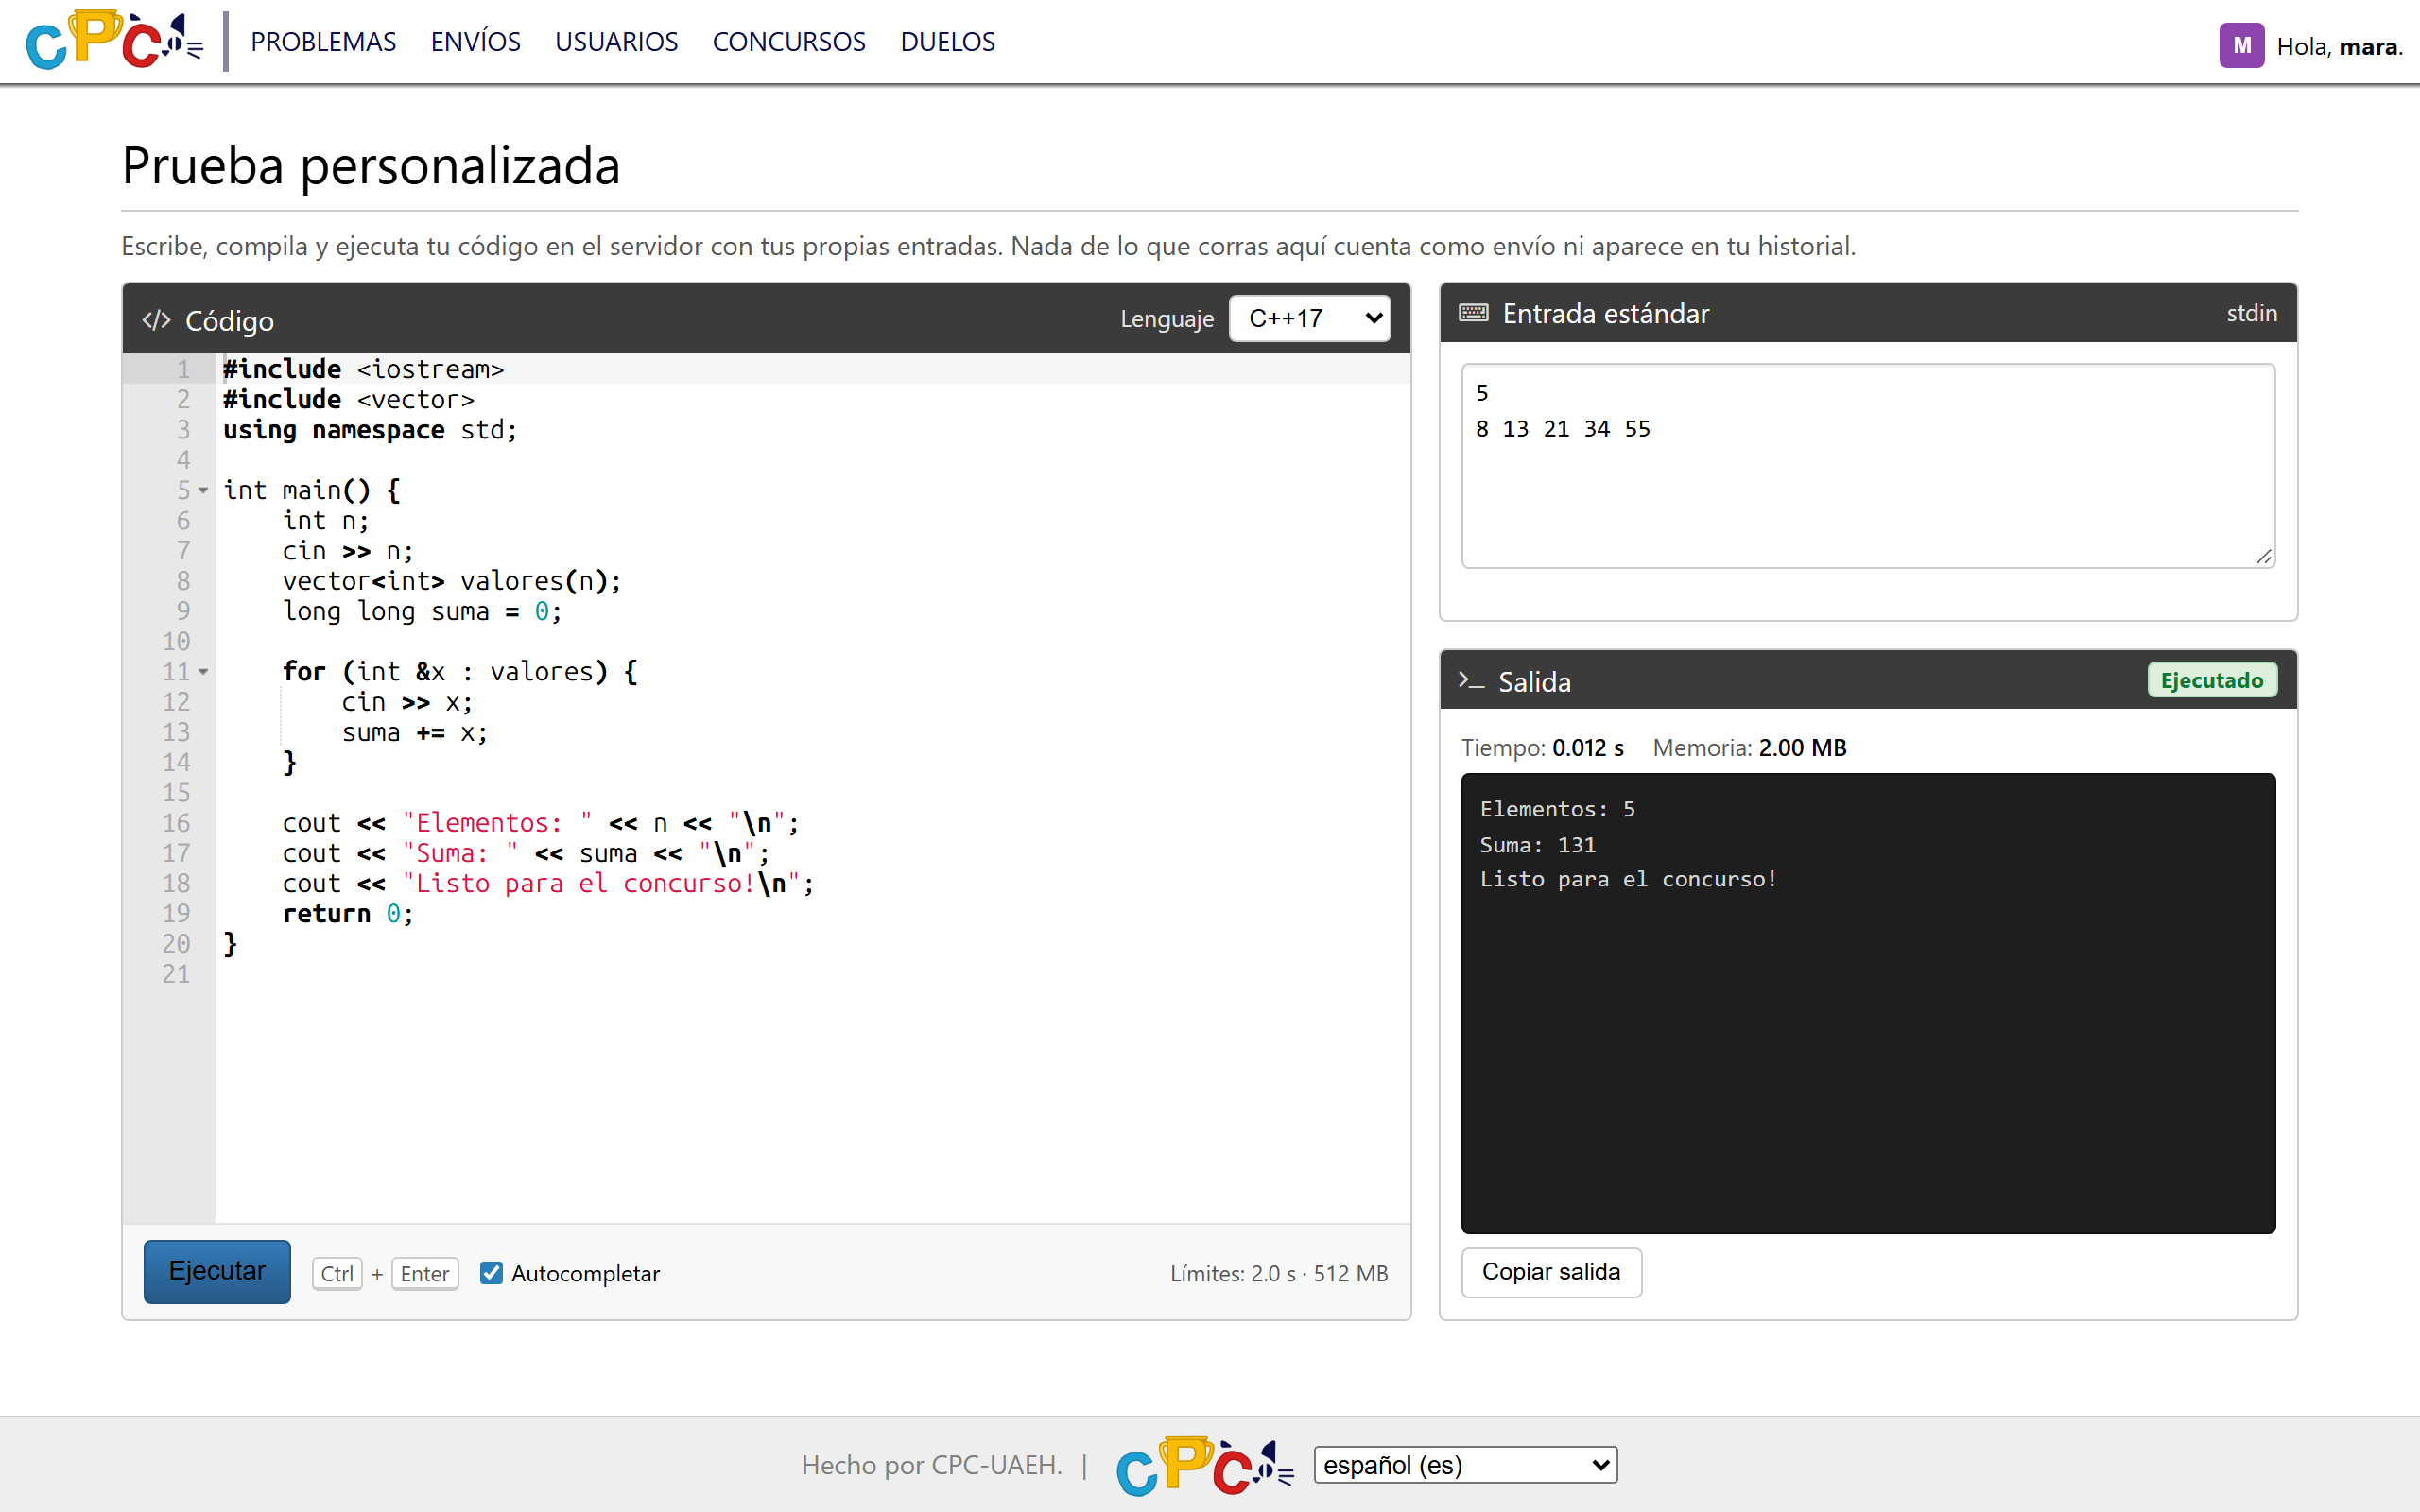 CPC PROBLEMAS ENVÍOS USUARIOS CONCURSOS DUELOS M Hola, mara.
Prueba personalizada
Escribe, compila y ejecuta tu código en el servidor con tus propias entradas. Nada de lo que corras aquí cuenta como envío ni aparece en tu historial.
</> Código Lenguaje C++17
1 #include <iostream>
2 #include <vector>
3 using namespace std;
4
5 int main() {
6     int n;
7     cin >> n;
8     vector<int> valores(n);
9     long long suma = 0;
10
11     for (int &x : valores) {
12         cin >> x;
13         suma += x;
14     }
15
16     cout << "Elementos: " << n << "\n";
17     cout << "Suma: " << suma << "\n";
18     cout << "Listo para el concurso!\n";
19     return 0;
20 }
21
Ejecutar Ctrl + Enter Autocompletar Límites: 2.0 s · 512 MB
Entrada estándar stdin
5
8 13 21 34 55
Salida Ejecutado
Tiempo: 0.012 s Memoria: 2.00 MB
Elementos: 5
Suma: 131
Listo para el concurso!
Copiar salida
Hecho por CPC-UAEH. | CPC español (es)